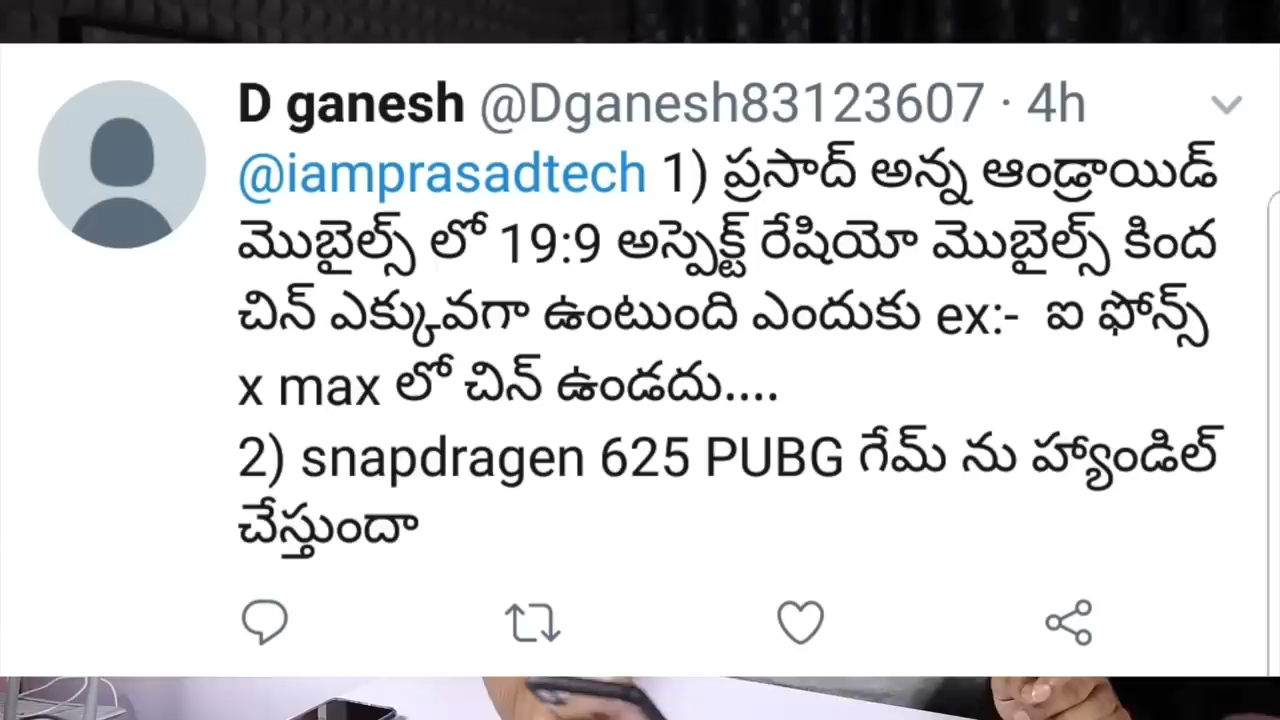 D ganesh @Dganesh83123607 · 4h
@iamprasadtech 1) ప్రసాద్ అన్న ఆండ్రాయిడ్
మొబైల్స్ లో 19:9 అస్పెక్ట్ రేషియో మొబైల్స్ కింద
చిన్ ఎక్కువగా ఉంటుంది ఎందుకు ex:- ఐ ఫోన్స్
x max లో చిన్ ఉండదు....
2) snapdragen 625 PUBG గేమ్ ను హ్యాండిల్
చేస్తుందా